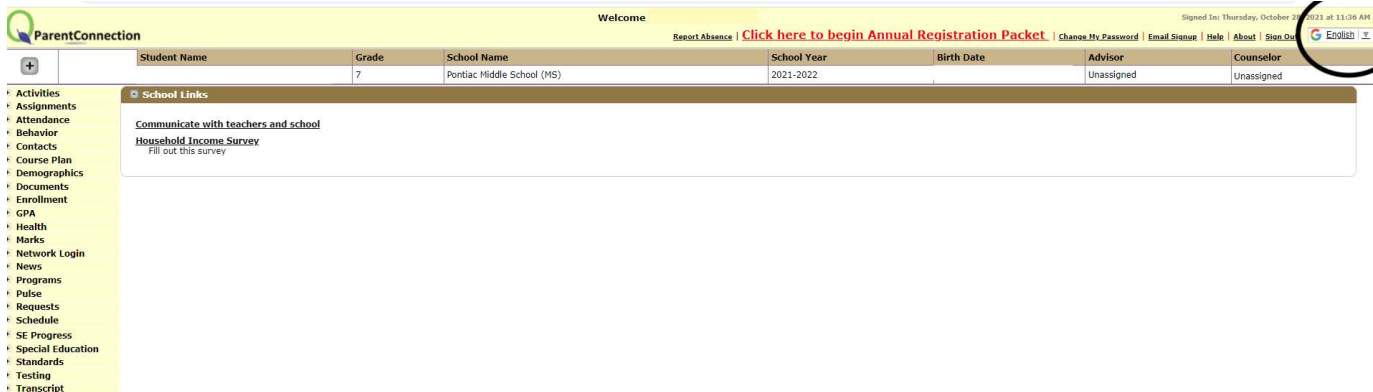 Welcome
Signed In: Thursday, October 28, 2021 at 11:36 AM
ParentConnection
Report Absence | Click here to begin Annual Registration Packet | Change My Password | Email Signup | Help | About | Sign Out
G English ▼
Student Name Grade School Name School Year Birth Date Advisor Counselor
7 Pontiac Middle School (MS) 2021-2022 Unassigned Unassigned
Activities
Assignments
Attendance
Behavior
Contacts
Course Plan
Demographics
Documents
Enrollment
GPA
Health
Marks
Network Login
News
Programs
Pulse
Requests
Schedule
SE Progress
Special Education
Standards
Testing
Transcript
School Links
Communicate with teachers and school
Household Income Survey
Fill out this survey